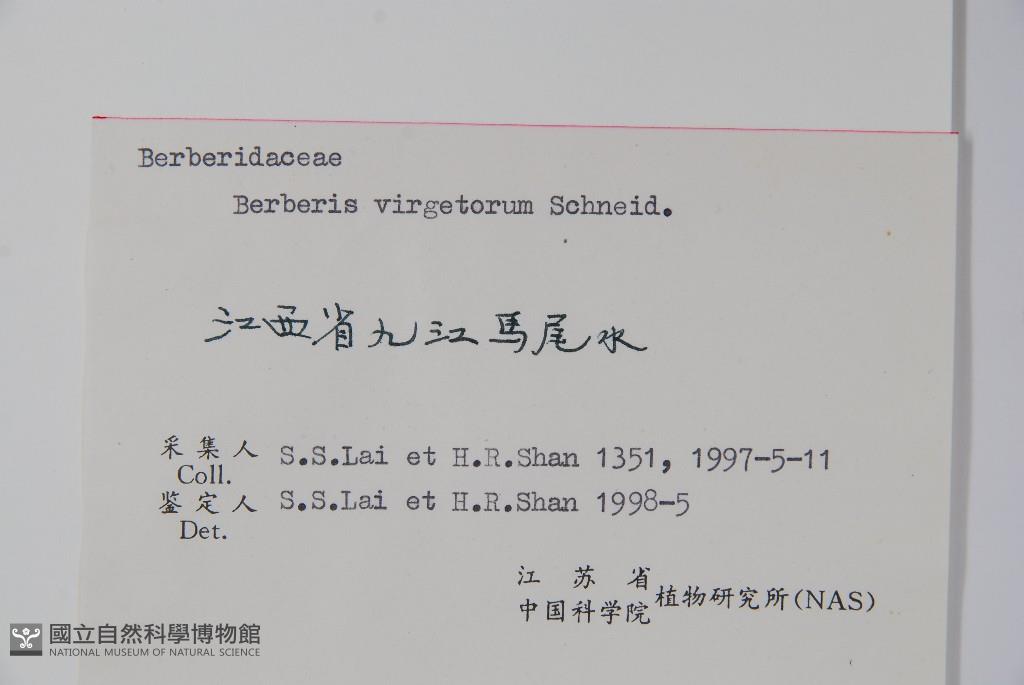 Berberidaceae
Berberis virgetorum Schneid.
江西省九江馬尾水
采集人 S.S.Lai et H.R.Shan 1351, 1997-5-11
Coll.
鉴定人 S.S.Lai et H.R.Shan 1998-5
Det.
江苏省
中国科学院 植物研究所(NAS)
國立自然科學博物館
NATIONAL MUSEUM OF NATURAL SCIENCE